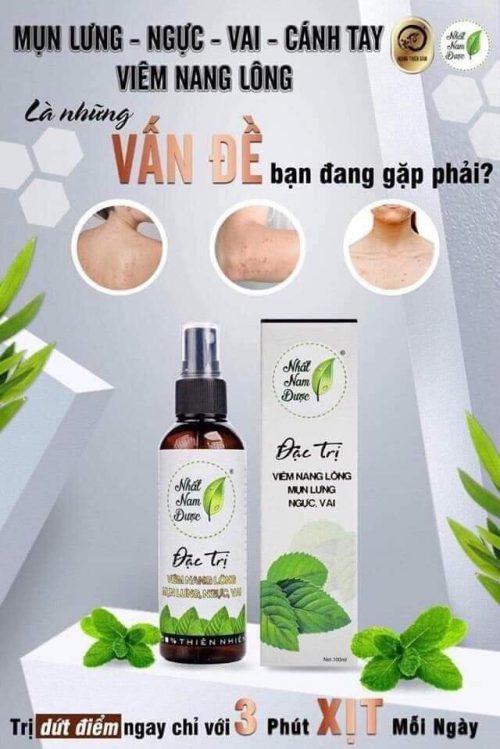 MỤN LƯNG - NGỰC - VAI - CÁNH TAY
VIÊM NANG LÔNG
Nhất
Nam
Dược
Là những
VẤN ĐỀ bạn đang gặp phải?
Nhất
Nam
Dược
Đặc Trị
VIÊM NANG LÔNG
MỤN LƯNG
NGỰC, VAI
Net 100ml
Nhất
Nam
Dược
Đặc Trị
VIÊM NANG LÔNG
MỤN LƯNG, NGỰC, VAI
Trị dứt điểm ngay chỉ với 3 Phút XỊT Mỗi Ngày